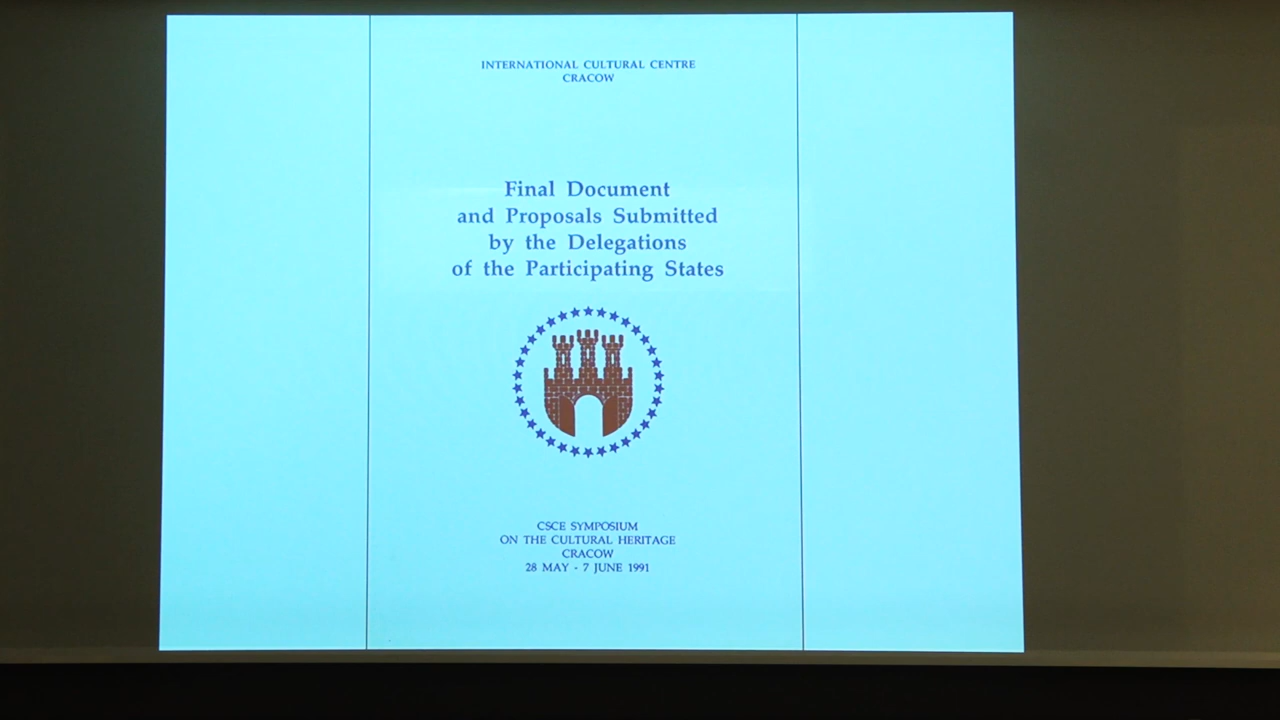 INTERNATIONAL CULTURAL CENTRE
CRACOW
Final Document
and Proposals Submitted
by the Delegations
of the Participating States
CSCE SYMPOSIUM
ON THE CULTURAL HERITAGE
CRACOW
28 MAY - 7 JUNE 1991